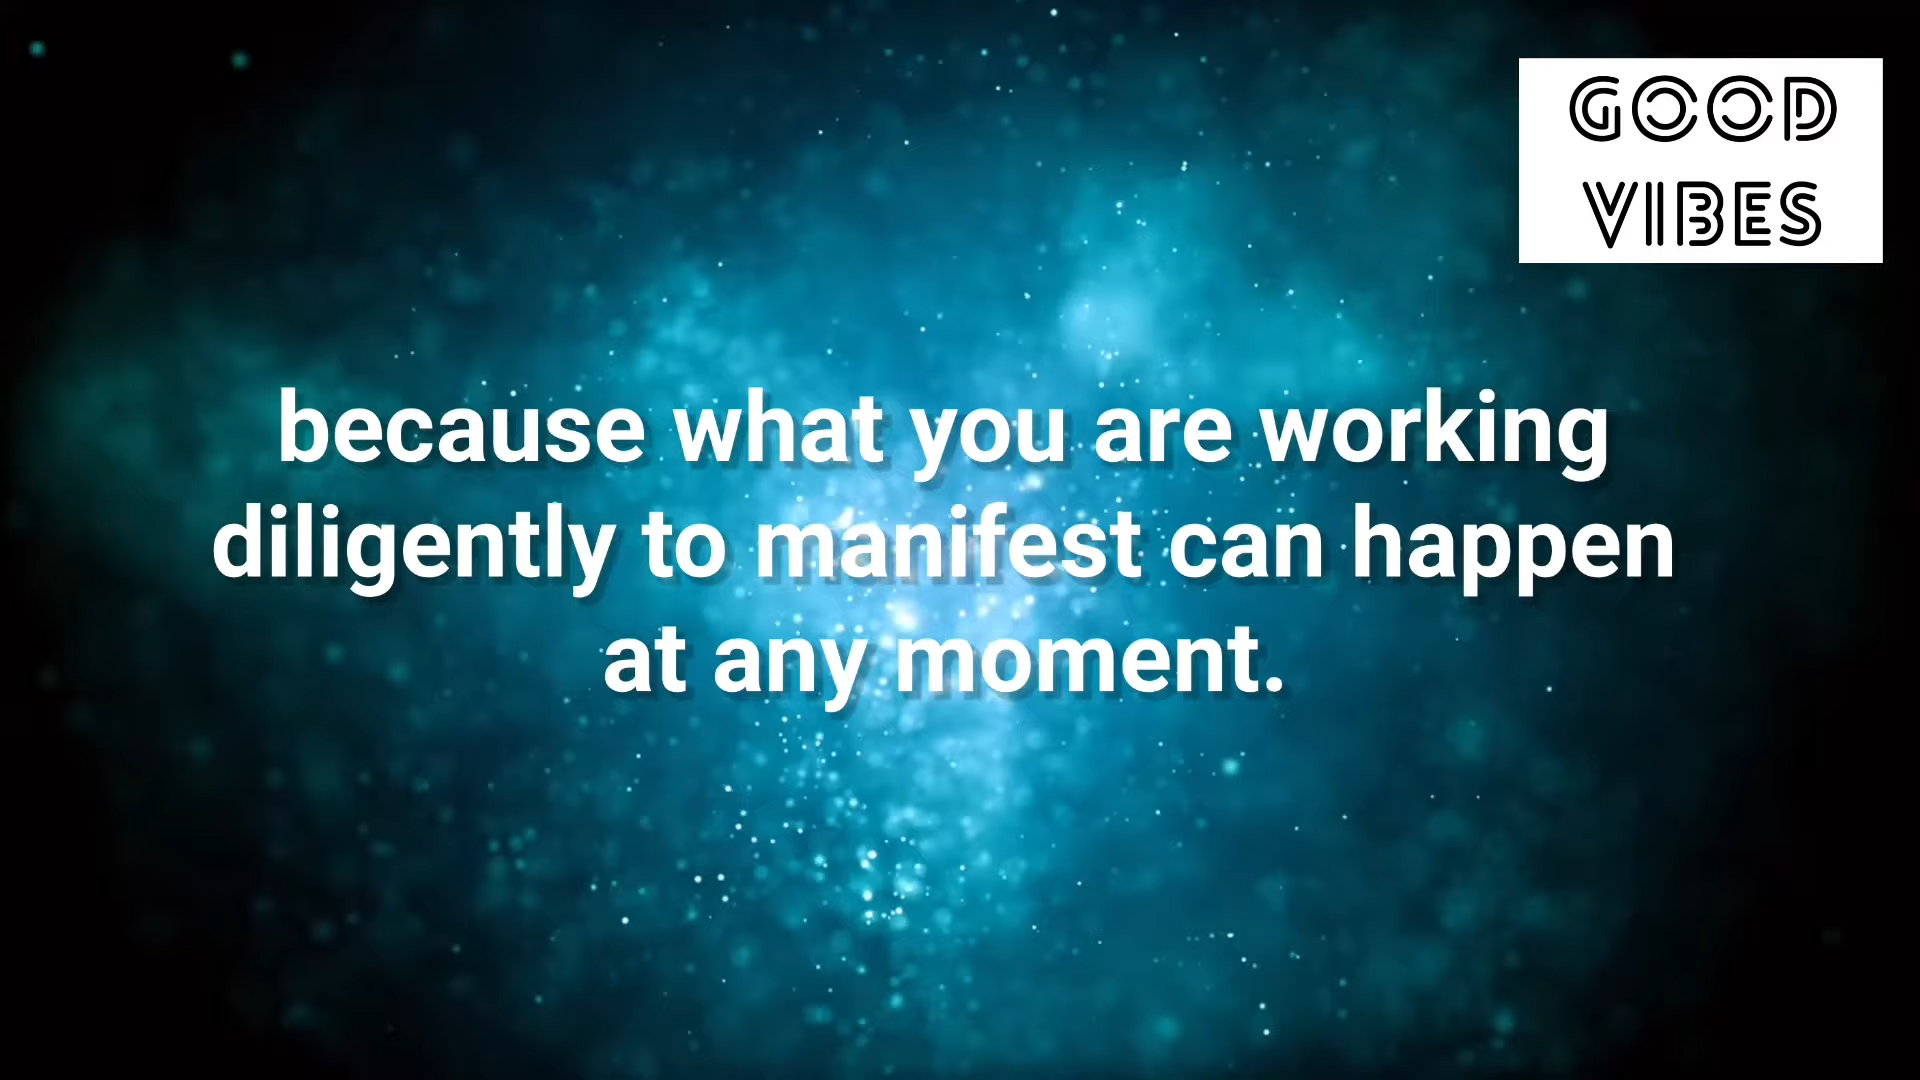 GOOD
VIBES
because what you are working
diligently to manifest can happen
at any moment.